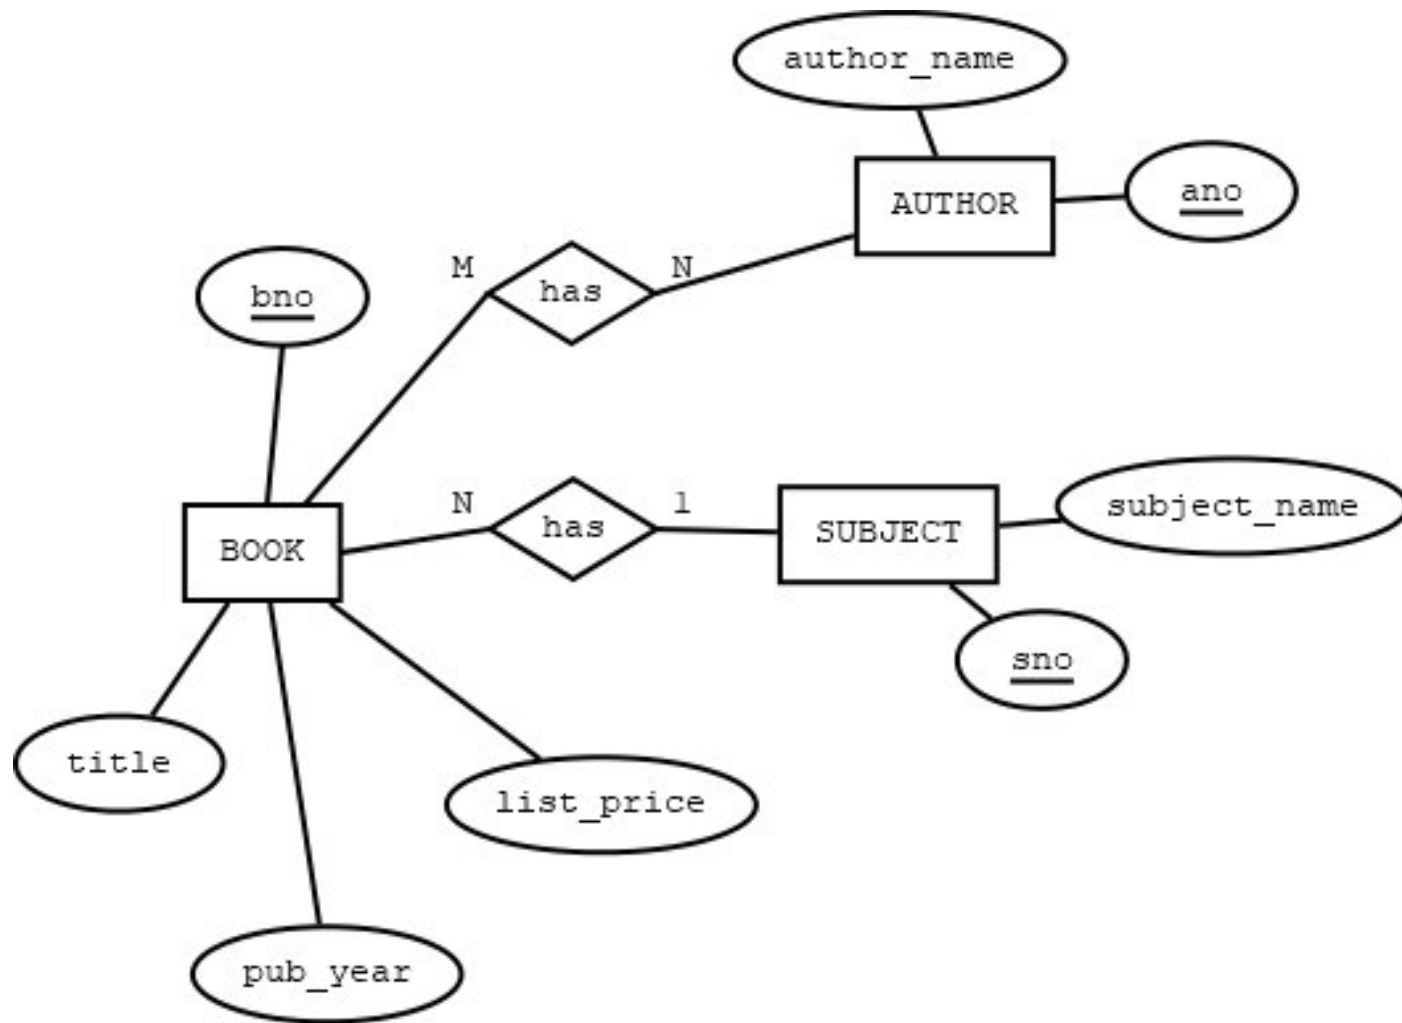 author_name
AUTHOR
ano
M
has
N
bno
N
has
1
SUBJECT
subject_name
BOOK
sno
title
list_price
pub_year